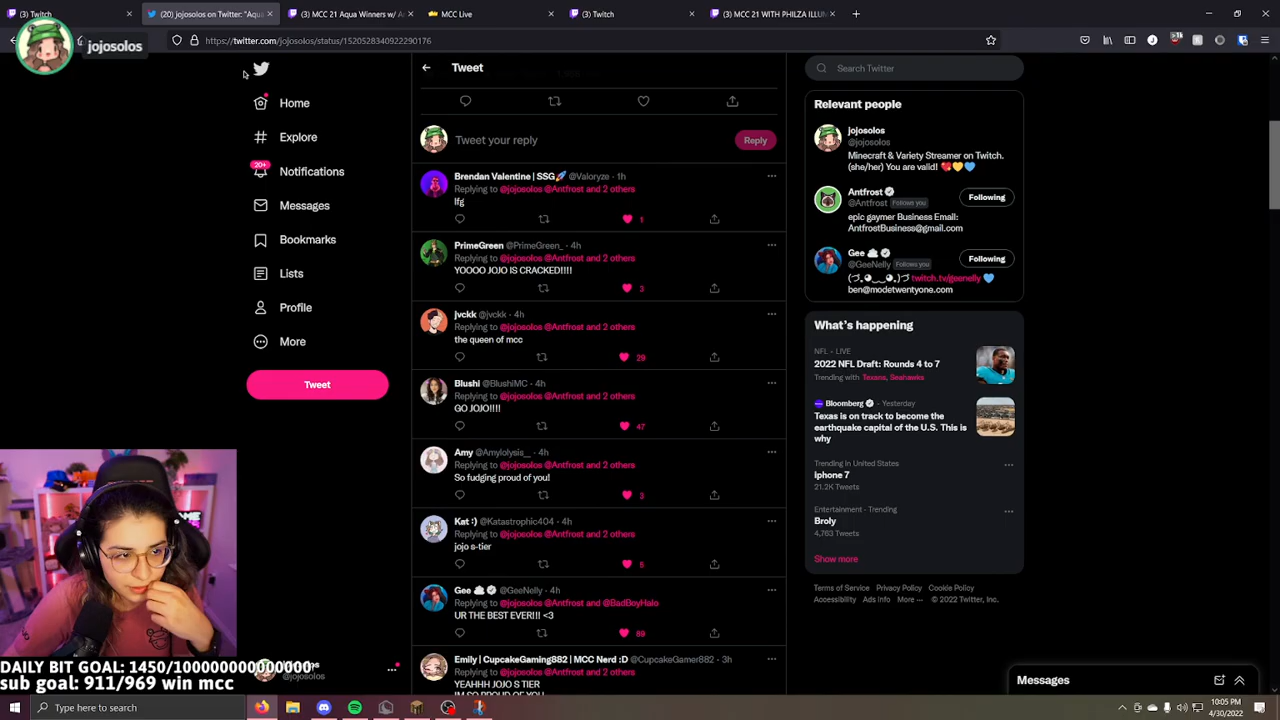 (3) Twitch
(20) jojosolos on Twitter: "Aqua
(3) MCC 21 Aqua Winners w/ A
MCC Live
(3) Twitch
(3) MCC 21 WITH PHILZA ILLUM
jojosolos
https://twitter.com/jojosolos/status/1520528340922290176
Home
Explore
20+
Notifications
Messages
Bookmarks
Lists
Profile
More
Tweet
Tweet
Tweet your reply
Reply
Brendan Valentine | SSG🚀 @Valoryze · 1h
Replying to @jojosolos @Antfrost and 2 others
lfg
1
PrimeGreen @PrimeGreen_ · 4h
Replying to @jojosolos @Antfrost and 2 others
YOOOO JOJO IS CRACKED!!!!
3
jvckk @jvckk · 4h
Replying to @jojosolos @Antfrost and 2 others
the queen of mcc
29
Blushi @BlushiMC · 4h
Replying to @jojosolos @Antfrost and 2 others
GO JOJO!!!!
47
Amy @Amylolysis__ · 4h
Replying to @jojosolos @Antfrost and 2 others
So fudging proud of you!
3
Kat :) @Katastrophic404 · 4h
Replying to @jojosolos @Antfrost and 2 others
jojo s-tier
5
Gee @GeeNelly · 4h
Replying to @jojosolos @Antfrost and @BadBoyHalo
UR THE BEST EVER!!! <3
89
Emily | CupcakeGaming882 | MCC Nerd :D @CupcakeGamer882 · 3h
Replying to @jojosolos @Antfrost and 2 others
YEAHHH JOJO S TIER
IM SO PROUD OF YOU
Search Twitter
Relevant people
jojosolos
@jojosolos
Minecraft & Variety Streamer on Twitch.
(she/her) You are valid! 💖💛💙
Antfrost
@Antfrost Follows you
Following
epic gaymer Business Email:
AntfrostBusiness@gmail.com
Gee
@GeeNelly Follows you
Following
twitch.tv/geenelly 💙
ben@modetwentyone.com
What's happening
NFL · LIVE
2022 NFL Draft: Rounds 4 to 7
Trending with Texans, Seahawks
Bloomberg · Yesterday
Texas is on track to become the
earthquake capital of the U.S. This is
why
Trending in United States
iphone 7
21.2K Tweets
Entertainment · Trending
Broly
4,763 Tweets
Show more
Terms of Service Privacy Policy Cookie Policy
Accessibility Ads info More ··· © 2022 Twitter, Inc.
Messages
DAILY BIT GOAL: 1450/10000000000000
sub goal: 911/969 win mcc
@jojosolos
Type here to search
10:05 PM
4/30/2022